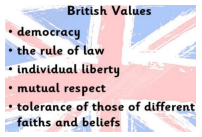 British Values
• democracy
• the rule of law
• individual liberty
• mutual respect
• tolerance of those of different
faiths and beliefs